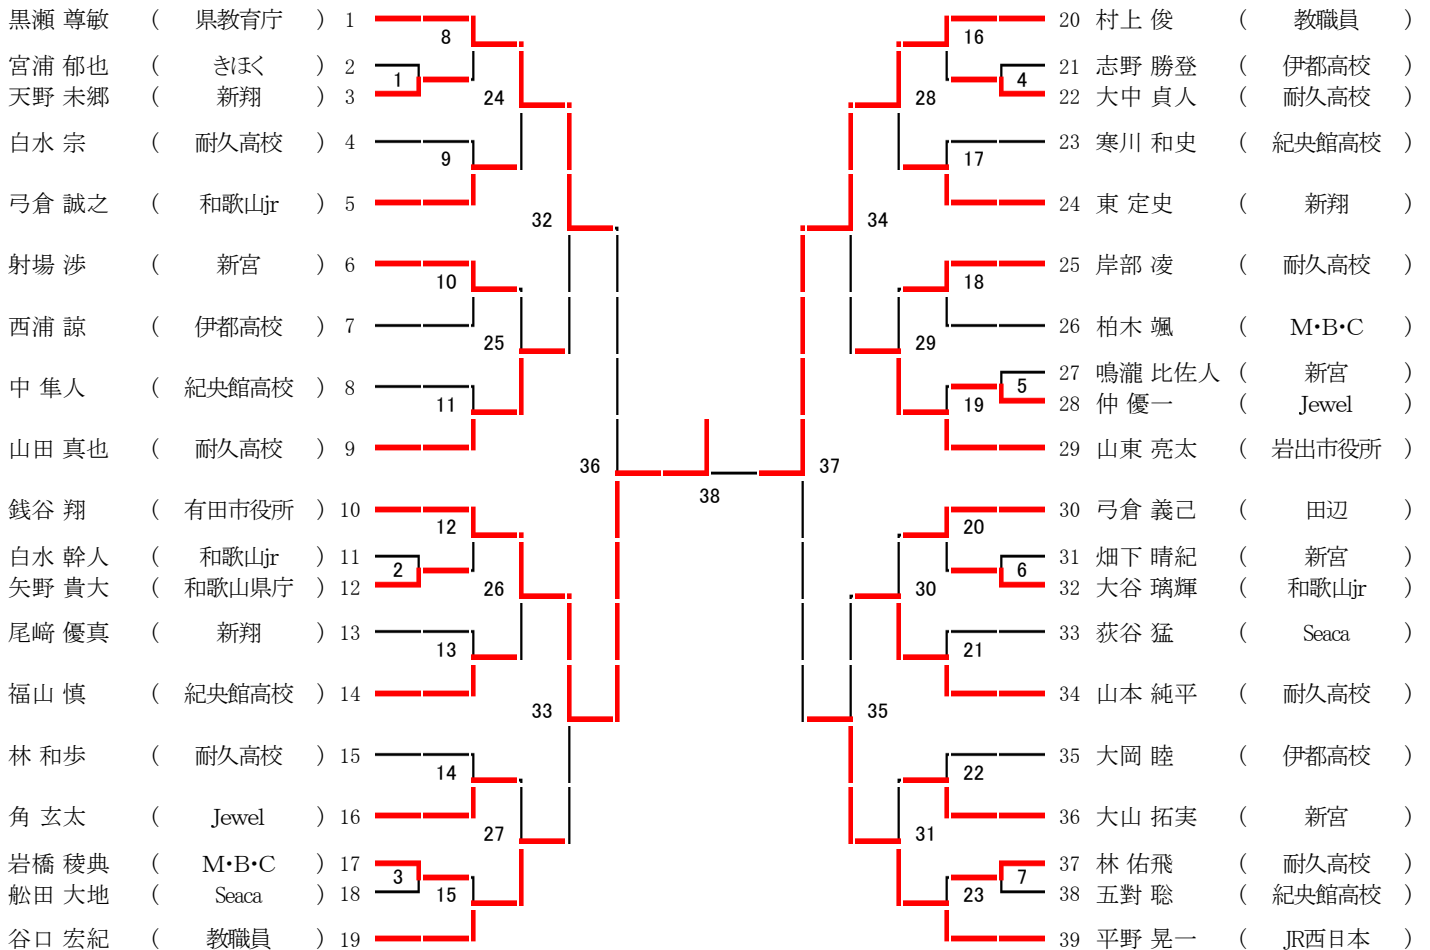 黒瀬 尊敏 ( 県教育庁 ) 1
宮浦 郁也 ( きほく ) 2
天野 未郷 ( 新翔 ) 3
白水 宗 ( 耐久高校 ) 4
弓倉 誠之 ( 和歌山jr ) 5
射場 渉 ( 新宮 ) 6
西浦 諒 ( 伊都高校 ) 7
中 隼人 ( 紀央館高校 ) 8
山田 真也 ( 耐久高校 ) 9
銭谷 翔 ( 有田市役所 ) 10
白水 幹人 ( 和歌山jr ) 11
矢野 貴大 ( 和歌山県庁 ) 12
尾﨑 優真 ( 新翔 ) 13
福山 慎 ( 紀央館高校 ) 14
林 和歩 ( 耐久高校 ) 15
角 玄太 ( Jewel ) 16
岩橋 稜典 ( M・B・C ) 17
舩田 大地 ( Seaca ) 18
谷口 宏紀 ( 教職員 ) 19
8
1
24
9
32
10
25
11
36
12
2
26
13
33
14
27
3
15
38
16
4
28
17
34
18
29
5
19
37
20
6
30
21
35
22
31
7
23
20 村上 俊 ( 教職員 )
21 志野 勝登 ( 伊都高校 )
22 大中 貞人 ( 耐久高校 )
23 寒川 和史 ( 紀央館高校 )
24 東 定史 ( 新翔 )
25 岸部 凌 ( 耐久高校 )
26 柏木 颯 ( M・B・C )
27 鳴瀧 比佐人 ( 新宮 )
28 仲 優一 ( Jewel )
29 山東 亮太 ( 岩出市役所 )
30 弓倉 義己 ( 田辺 )
31 畑下 晴紀 ( 新宮 )
32 大谷 璃輝 ( 和歌山jr )
33 荻谷 猛 ( Seaca )
34 山本 純平 ( 耐久高校 )
35 大岡 睦 ( 伊都高校 )
36 大山 拓実 ( 新宮 )
37 林 佑飛 ( 耐久高校 )
38 五對 聡 ( 紀央館高校 )
39 平野 晃一 ( JR西日本 )